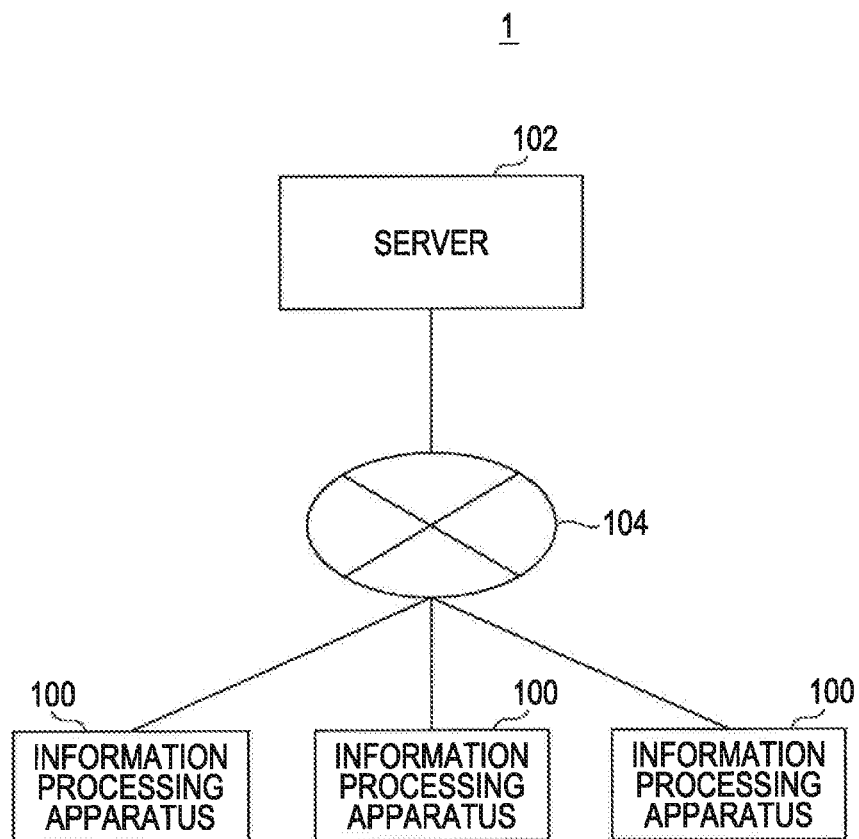 1
102
SERVER
104
100
100
100
INFORMATION
PROCESSING
APPARATUS
INFORMATION
PROCESSING
APPARATUS
INFORMATION
PROCESSING
APPARATUS